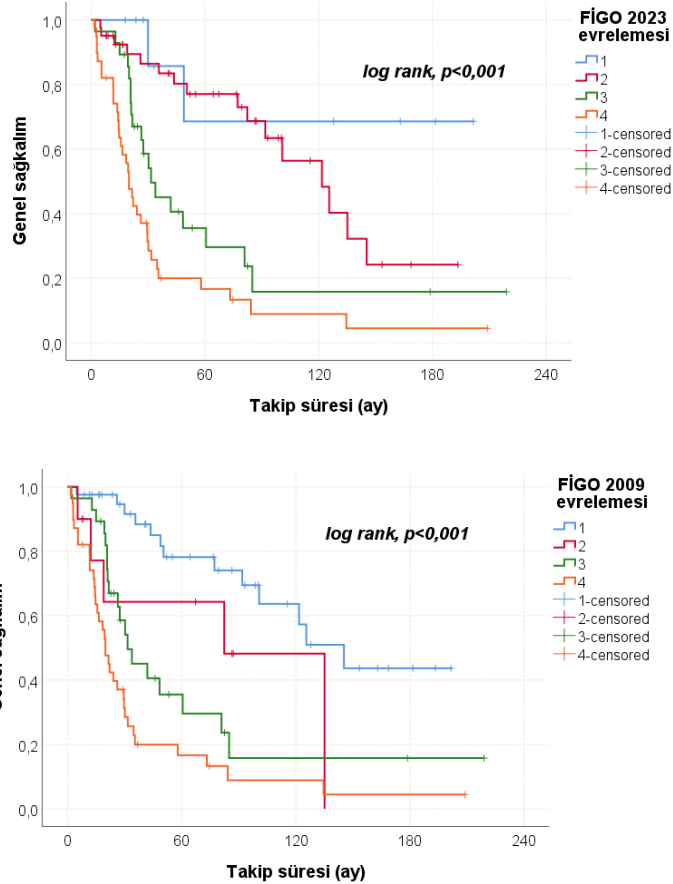 FİGO 2023
evrelemesi
1
2
3
4
1-censored
2-censored
3-censored
4-censored
log rank, p<0,001
Genel sağkalım
1,0
0,8
0,6
0,4
0,2
0,0
0
60
120
180
240
Takip süresi (ay)
FİGO 2009
evrelemesi
1
2
3
4
1-censored
2-censored
3-censored
4-censored
log rank, p<0,001
1,0
0,8
0,6
0,4
0,2
0,0
0
60
120
180
240
Takip süresi (ay)